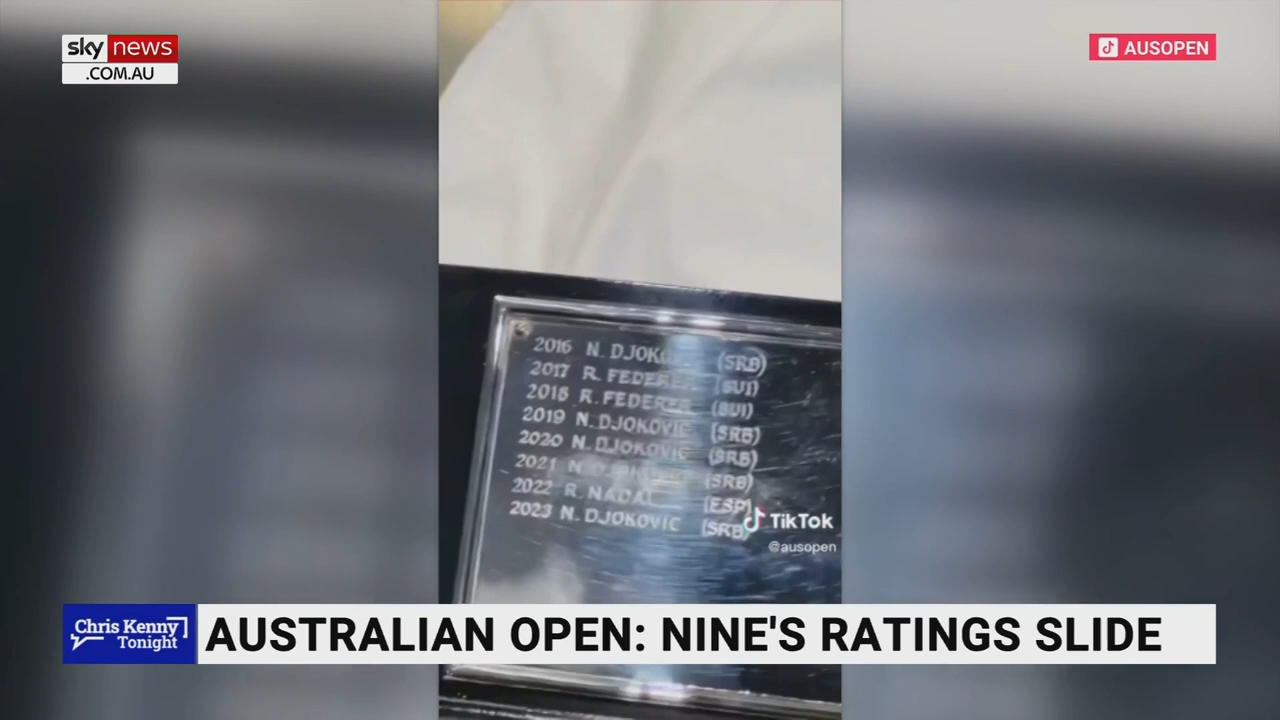 sky news
.COM.AU
AUSOPEN
2016 N. DJOKO (SRB)
2017 R. FEDERER (SUI)
2018 R. FEDERER (SUI)
2019 N. DJOKOVIC (SRB)
2020 N. DJOKOVIC (SRB)
2021 N. (SRB)
2022 R. NADAL (ESP)
2023 N. DJOKOVIC (SRB)
TikTok
@ausopen
Chris Kenny
Tonight
AUSTRALIAN OPEN: NINE'S RATINGS SLIDE